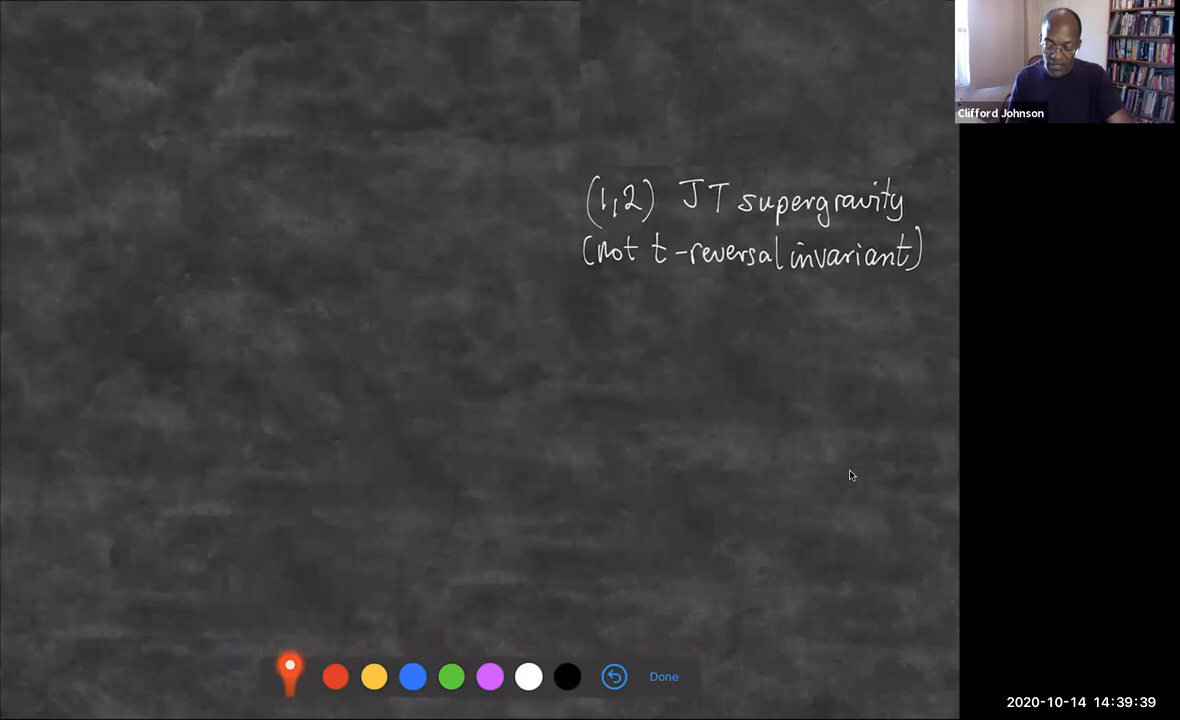 Clifford Johnson
(1,2) JT supergravity
(not t-reversal invariant)
Done
2020-10-14 14:39:39